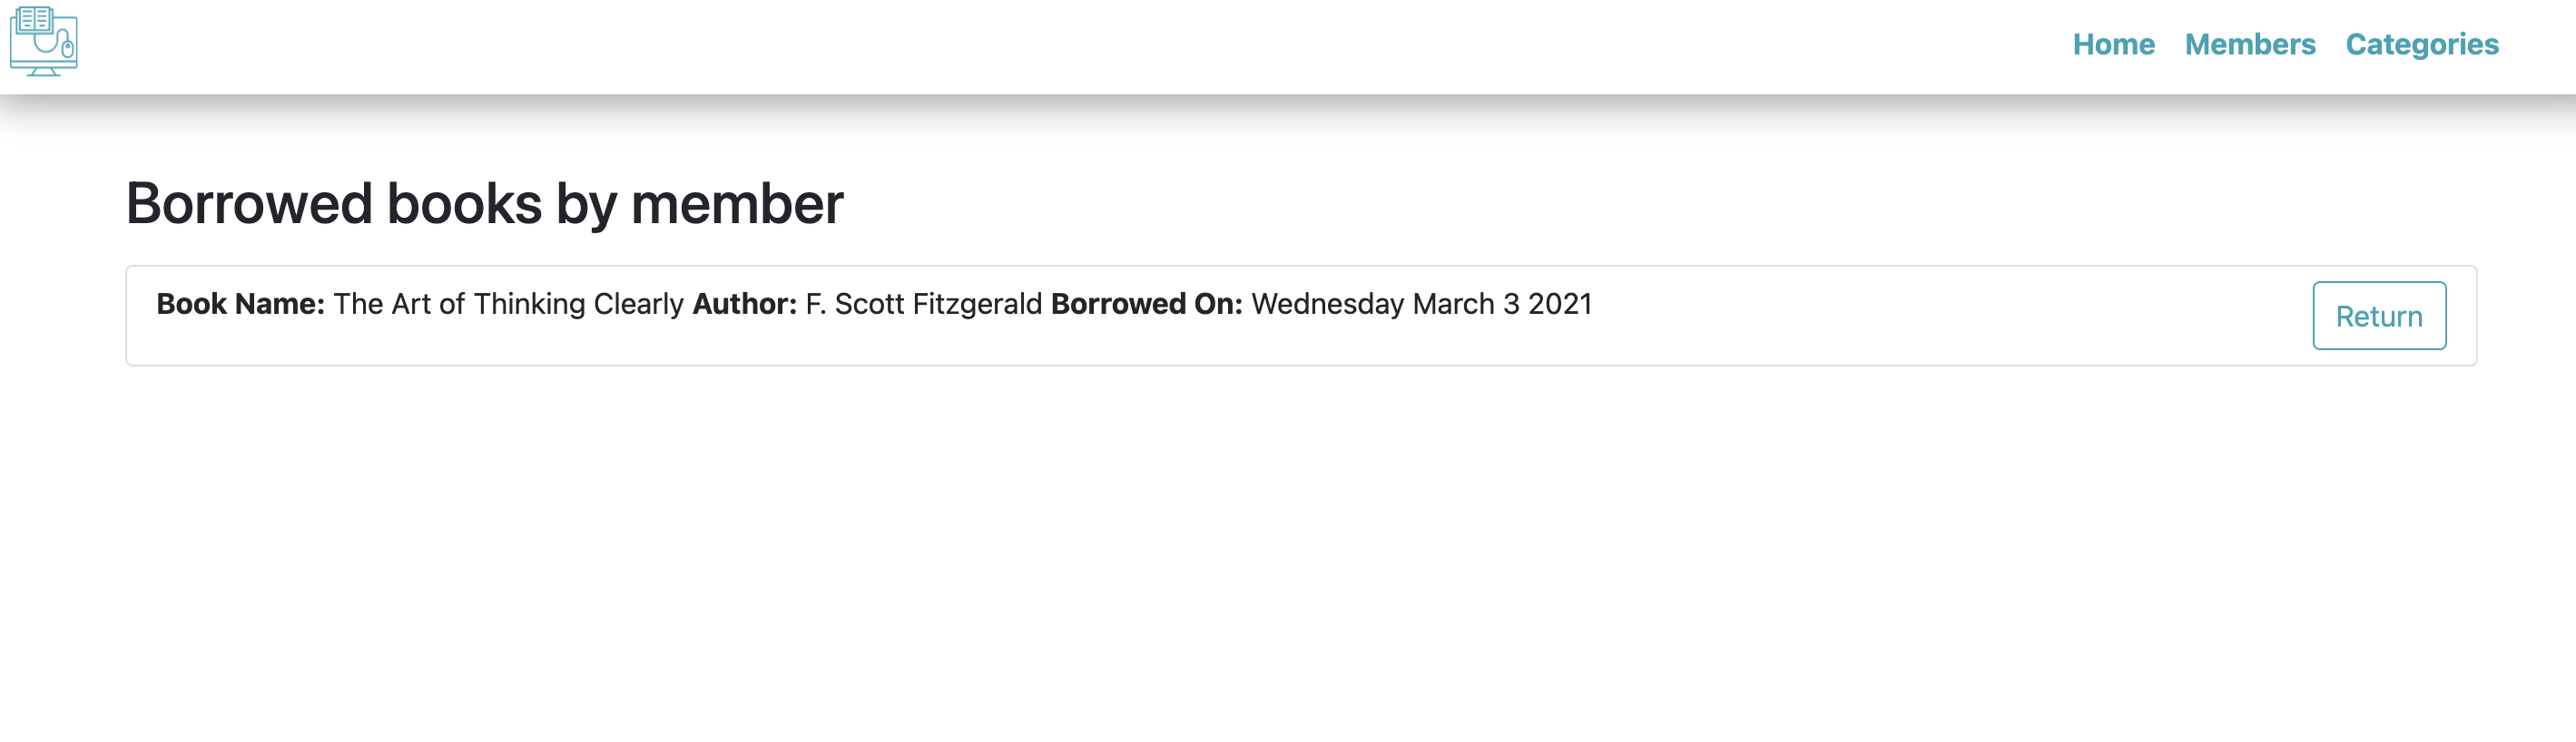 Home Members Categories
Borrowed books by member
Book Name: The Art of Thinking Clearly Author: F. Scott Fitzgerald Borrowed On: Wednesday March 3 2021
Return